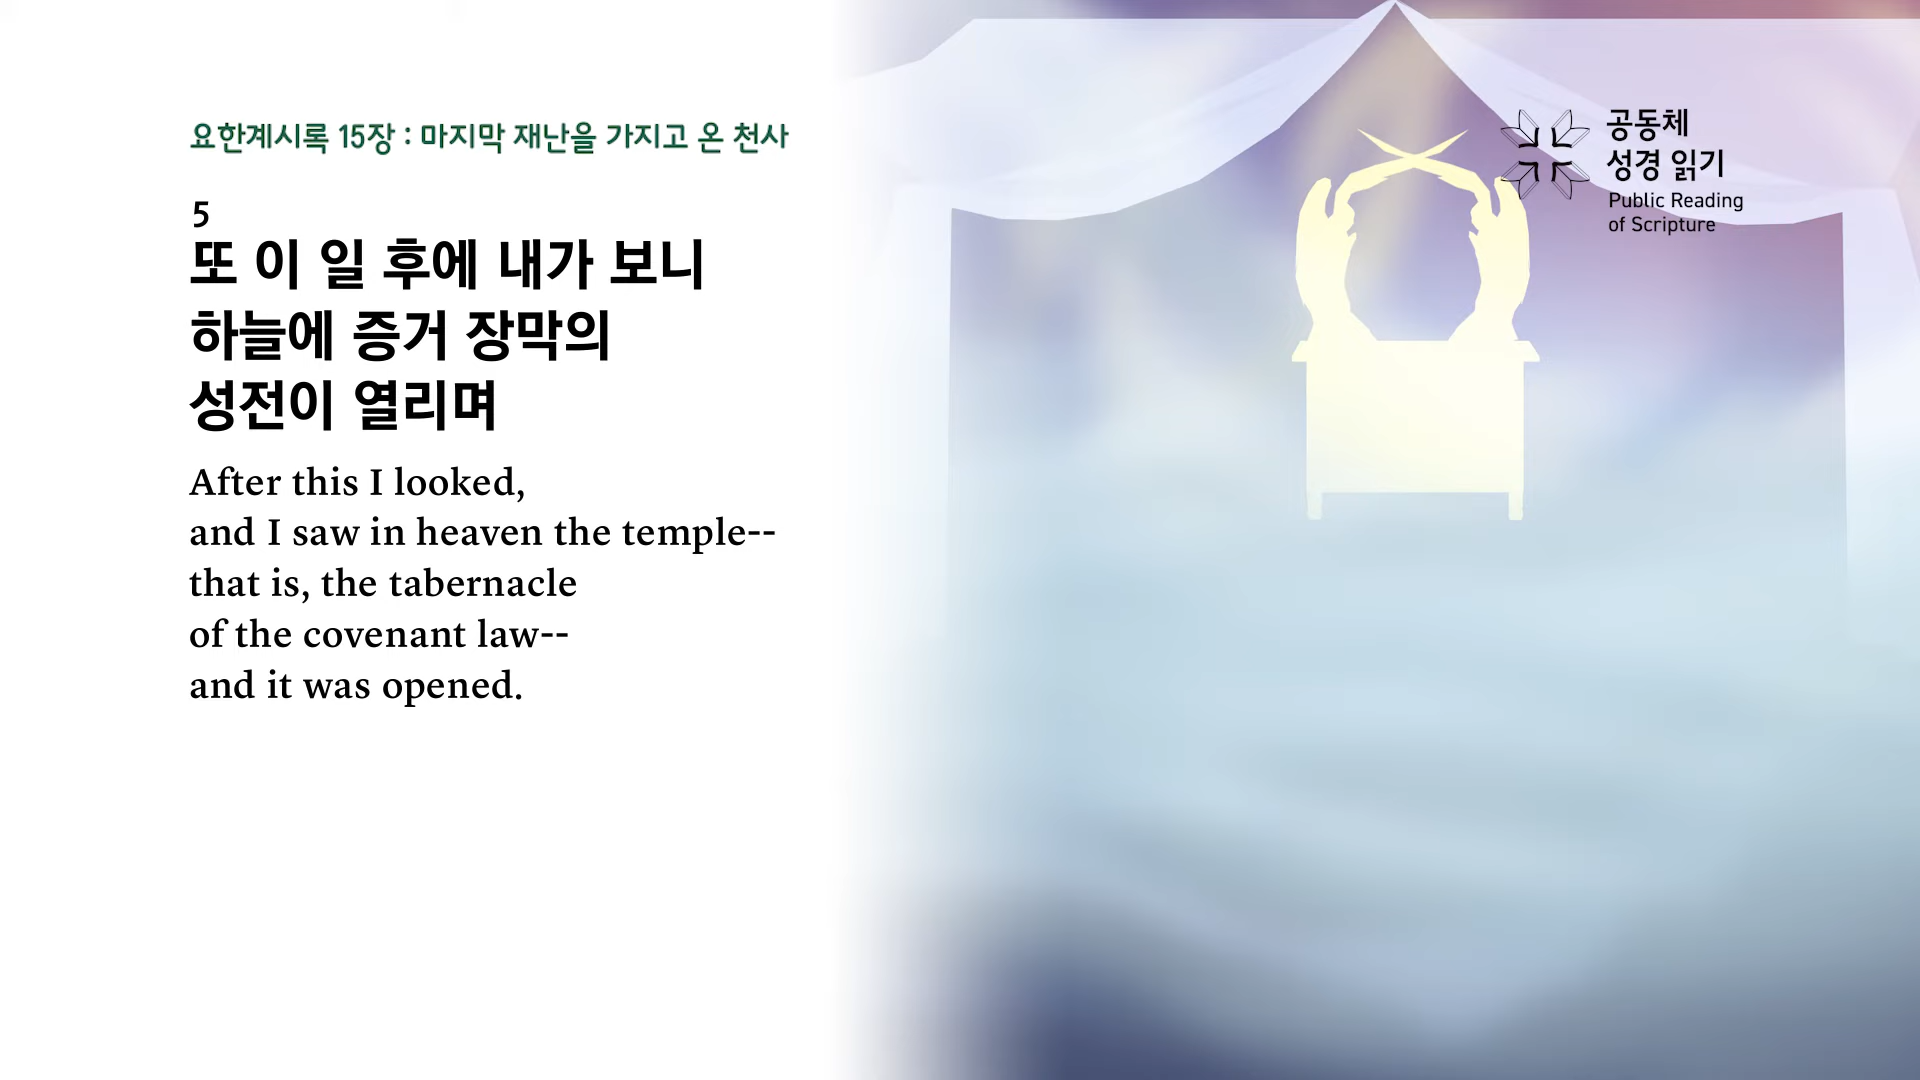 요한계시록 15장 : 마지막 재난을 가지고 온 천사
5
또 이 일 후에 내가 보니
하늘에 증거 장막의
성전이 열리며
After this I looked,
and I saw in heaven the temple--
that is, the tabernacle
of the covenant law--
and it was opened.
공동체
성경 읽기
Public Reading
of Scripture